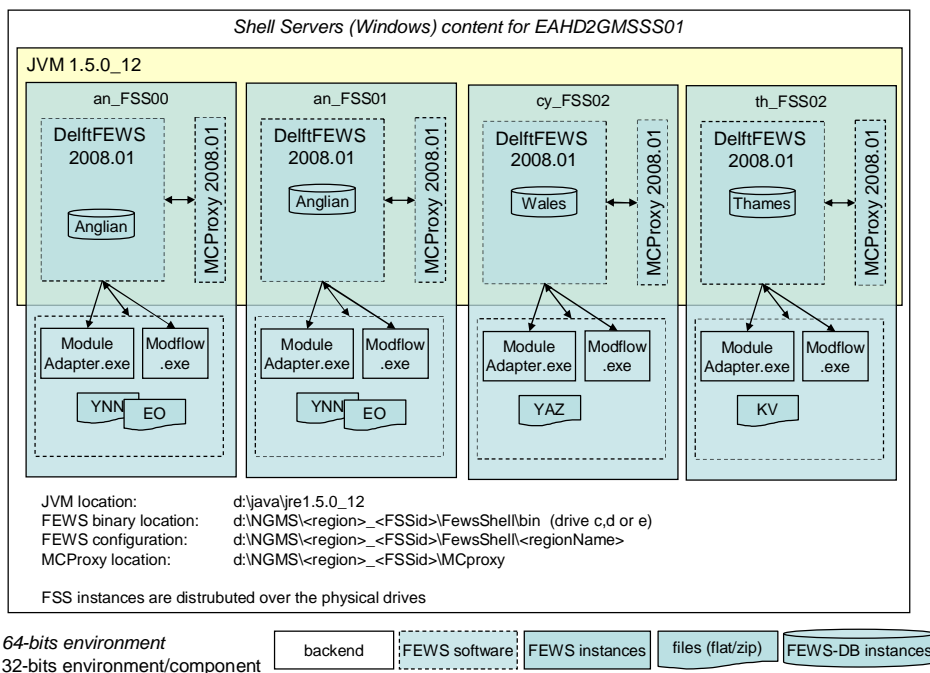 Shell Servers (Windows) content for EAHD2GMSSS01
JVM 1.5.0_12
an_FSS00
DelftFEWS
2008.01
Anglian
MCProxy 2008.01
Module
Adapter.exe
Modflow
.exe
YNN
EO
an_FSS01
DelftFEWS
2008.01
Anglian
MCProxy 2008.01
Module
Adapter.exe
Modflow
.exe
YNN
EO
cy_FSS02
DelftFEWS
2008.01
Wales
MCProxy 2008.01
Module
Adapter.exe
Modflow
.exe
YAZ
th_FSS02
DelftFEWS
2008.01
Thames
MCProxy 2008.01
Module
Adapter.exe
Modflow
.exe
KV
JVM location: d:\java\jre1.5.0_12
FEWS binary location: d:\NGMS\<region>_<FSSid>\FewsShell\bin (drive c,d or e)
FEWS configuration: d:\NGMS\<region>_<FSSid>\FewsShell\<regionName>
MCProxy location: d:\NGMS\<region>_<FSSid>\MCproxy
FSS instances are distrubuted over the physical drives
64-bits environment
32-bits environment/component
backend
FEWS software
FEWS instances
files (flat/zip)
FEWS-DB instances